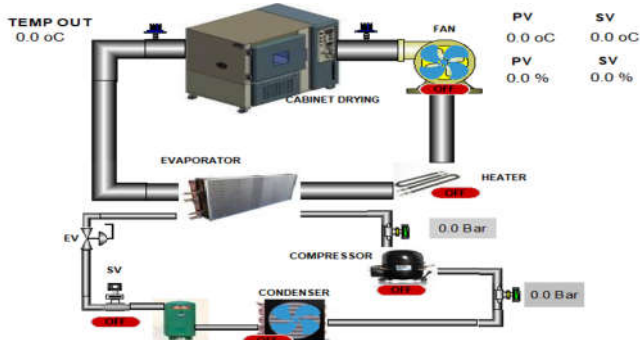 TEMP OUT
0.0 oC
FAN
PV SV
0.0 oC 0.0 oC
PV SV
0.0 % 0.0 %
OFF
CABINET DRYING
EVAPORATOR
HEATER
OFF
EV
0.0 Bar
COMPRESSOR
OFF
SV
OFF
CONDENSER
OFF
0.0 Bar